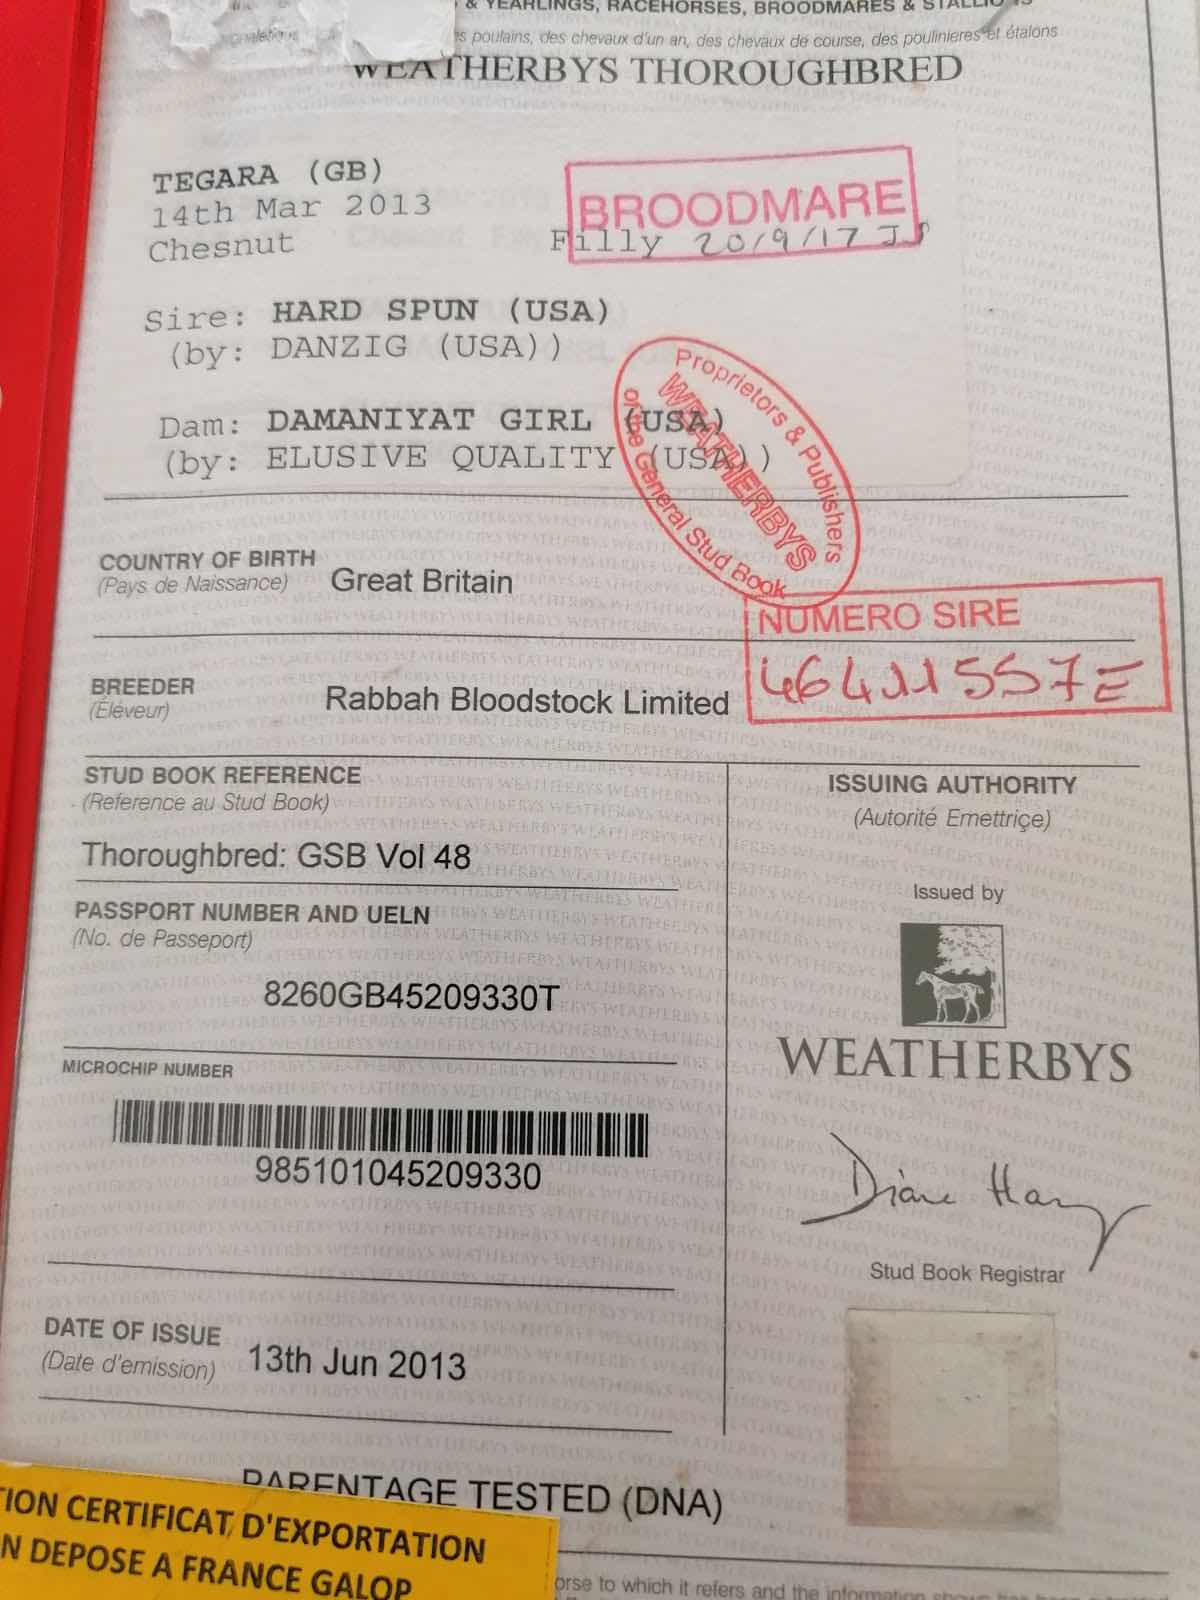 & YEARLINGS, RACEHORSES, BROODMARES & STALLIONS
poulains, des chevaux d'un an, des chevaux de course, des poulinieres et étalons
WEATHERBYS THOROUGHBRED
TEGARA (GB)
14th Mar 2013
Chesnut
Filly
BROODMARE
20/9/17 JS
Sire: HARD SPUN (USA)
(by: DANZIG (USA))
Dam: DAMANIYAT GIRL (USA)
(by: ELUSIVE QUALITY (USA))
Proprietors & Publishers
WEATHERBYS
of the General Stud Book
COUNTRY OF BIRTH
(Pays de Naissance)
Great Britain
NUMERO SIRE
46411557E
BREEDER
(Éleveur)
Rabbah Bloodstock Limited
STUD BOOK REFERENCE
(Reference au Stud Book)
Thoroughbred: GSB Vol 48
PASSPORT NUMBER AND UELN
(No. de Passeport)
8260GB45209330T
MICROCHIP NUMBER
985101045209330
DATE OF ISSUE
(Date d'emission)
13th Jun 2013
ISSUING AUTHORITY
(Autorité Emettriçe)
Issued by
WEATHERBYS
Stud Book Registrar
PARENTAGE TESTED (DNA)
TION CERTIFICAT D'EXPORTATION
N DEPOSE A FRANCE GALOP
orse to which it refers and the information